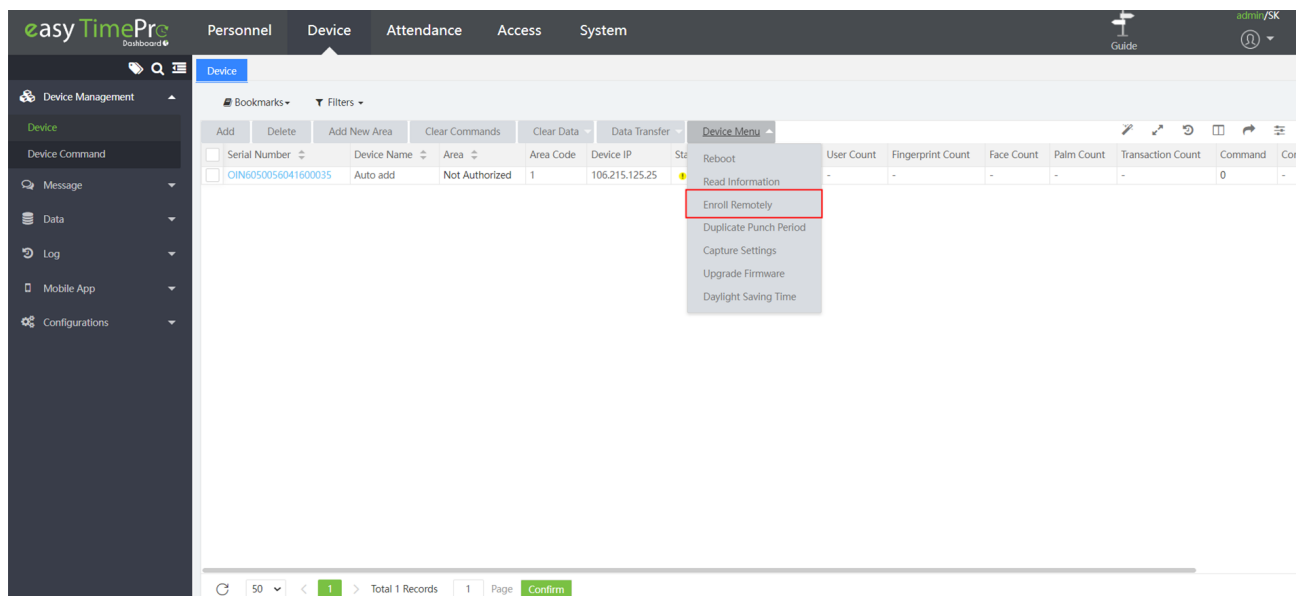 easy TimePro
Dashboard
Personnel Device Attendance Access System
Guide
admin/SK
Device
Device Management
Device
Device Command
Message
Data
Log
Mobile App
Configurations
Bookmarks Filters
Add Delete Add New Area Clear Commands Clear Data Data Transfer Device Menu
Serial Number Device Name Area Area Code Device IP User Count Fingerprint Count Face Count Palm Count Transaction Count Command
OIN6050056041600035 Auto add Not Authorized 1 106.215.125.25 - - - - - 0 -
Reboot
Read Information
Enroll Remotely
Duplicate Punch Period
Capture Settings
Upgrade Firmware
Daylight Saving Time
50 < 1 > Total 1 Records 1 Page Confirm